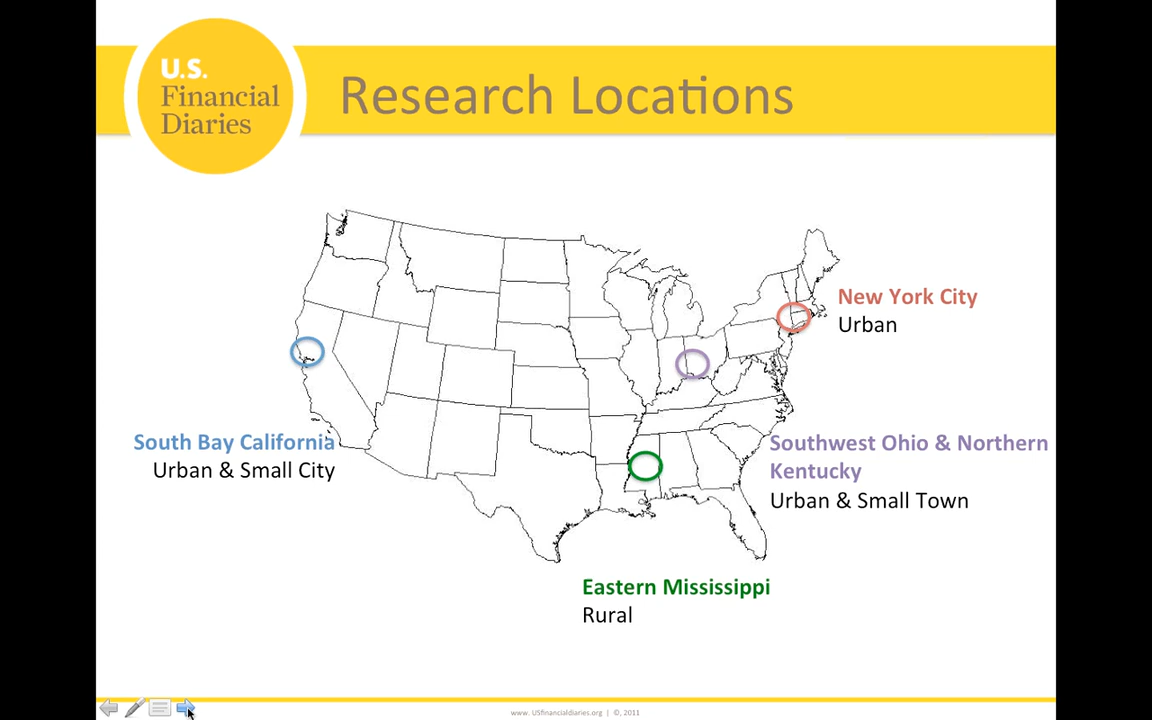 U.S.
Financial
Diaries
Research Locations
New York City
Urban
South Bay California
Urban & Small City
Southwest Ohio & Northern
Kentucky
Urban & Small Town
Eastern Mississippi
Rural
www. USfinancialdiaries.org | ©, 2011